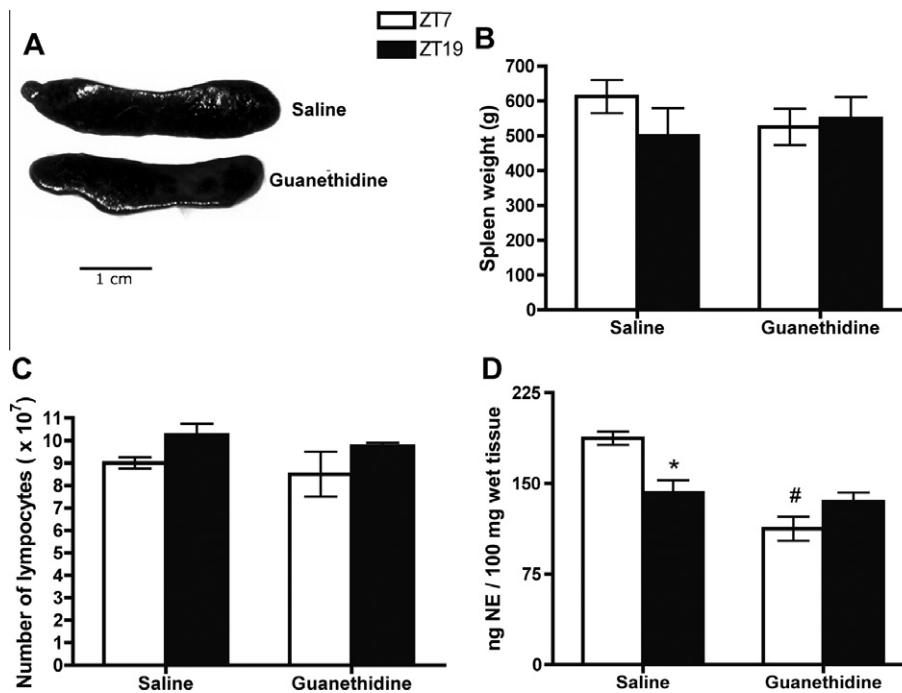 A
Saline
Guanethidine
1 cm
ZT7
ZT19
B
Spleen weight (g)
700
600
500
400
300
200
100
0
Saline
Guanethidine
C
Number of lympocytes ( x 10^7)
11
10
9
8
7
6
5
4
3
2
1
0
Saline
Guanethidine
D
ng NE / 100 mg wet tissue
225
150
75
0
*
#
Saline
Guanethidine